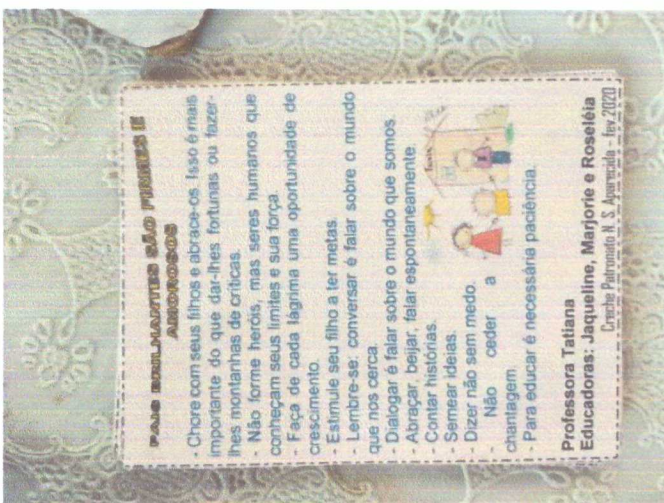 PAIS BRILHANTES SÃO FIRMES E
AMOROSOS
- Chore com seus filhos e abrace-os. Isso é mais
importante do que dar-lhes fortunas ou fazer-
lhes montanhas de críticas.
- Não forme heróis, mas seres humanos que
conheçam seus limites e sua força.
- Faça de cada lágrima uma oportunidade de
crescimento.
- Estimule seu filho a ter metas.
- Lembre-se: conversar é falar sobre o mundo
que nos cerca.
- Dialogar é falar sobre o mundo que somos.
- Abraçar, beijar, falar espontaneamente.
- Contar histórias.
- Semear ideias.
- Dizer não sem medo.
- Não ceder a
chantagem
- Para educar é necessária paciência.
Professora Tatiana
Educadoras: Jaqueline, Marjorie e Roseléia
Creche Patronado N. S. Aparecida - fev.2020